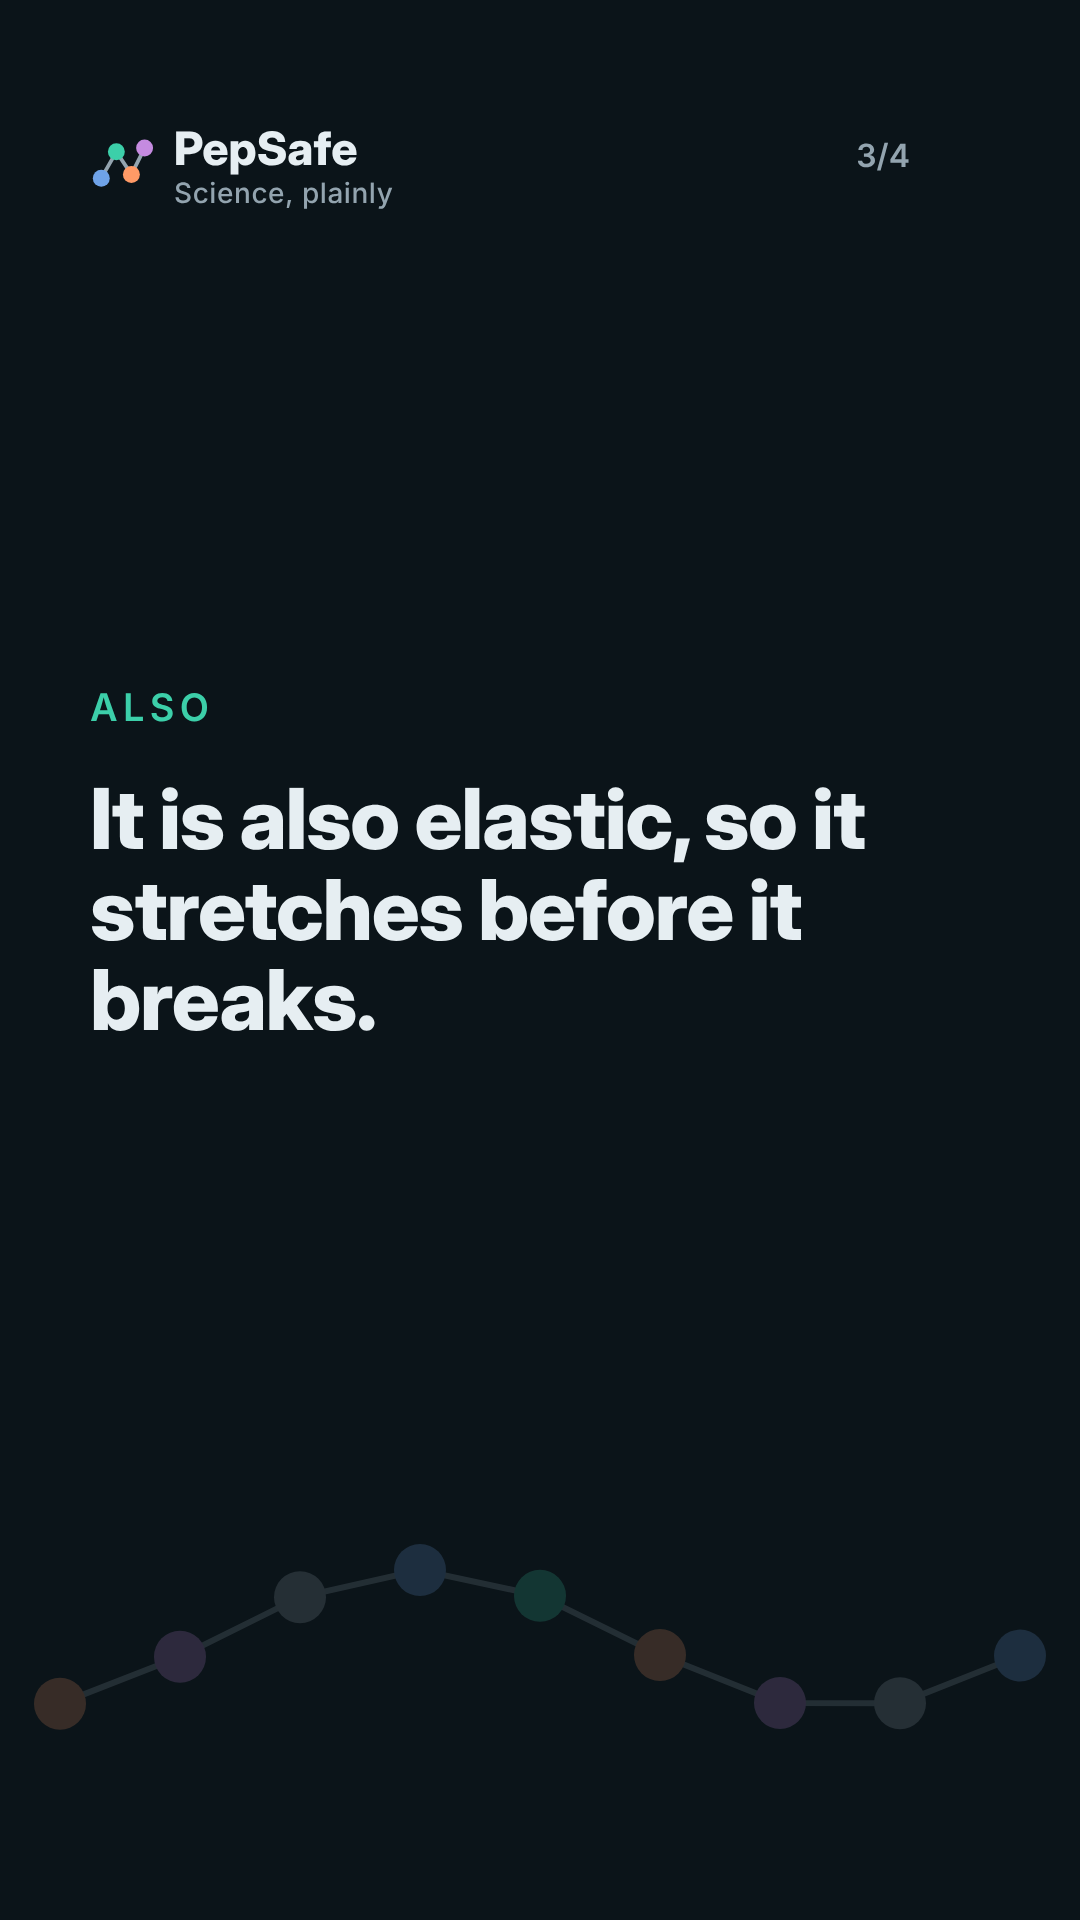 PepSafe
Science, plainly
3/4
ALSO
It is also elastic, so it
stretches before it
breaks.